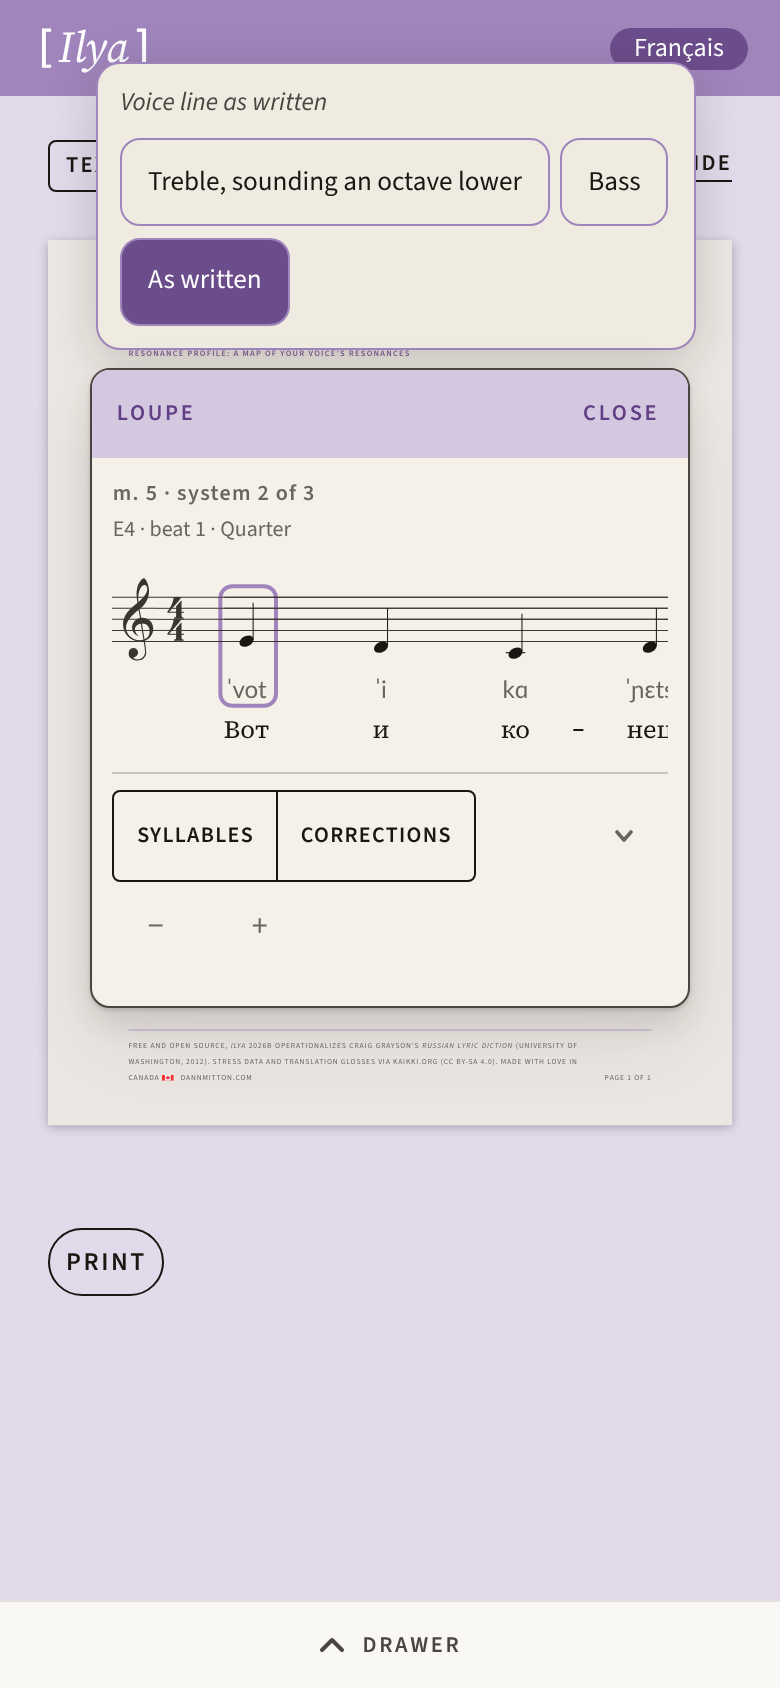 [Ilya]
Français
Voice line as written
Treble, sounding an octave lower
Bass
As written
RESONANCE PROFILE: A MAP OF YOUR VOICE'S RESONANCES
LOUPE
CLOSE
m. 5 · system 2 of 3
E4 · beat 1 · Quarter
4
4
ˈvot ˈi kɑ ˈɲɛts
Вот и ко - нец
SYLLABLES
CORRECTIONS
− +
FREE AND OPEN SOURCE, ILYA 2026B OPERATIONALIZES CRAIG GRAYSON'S RUSSIAN LYRIC DICTION (UNIVERSITY OF
WASHINGTON, 2012). STRESS DATA AND TRANSLATION GLOSSES VIA KAIKKI.ORG (CC BY-SA 4.0). MADE WITH LOVE IN
CANADA 🇨🇦 DANNMITTON.COM
PAGE 1 OF 1
PRINT
DRAWER